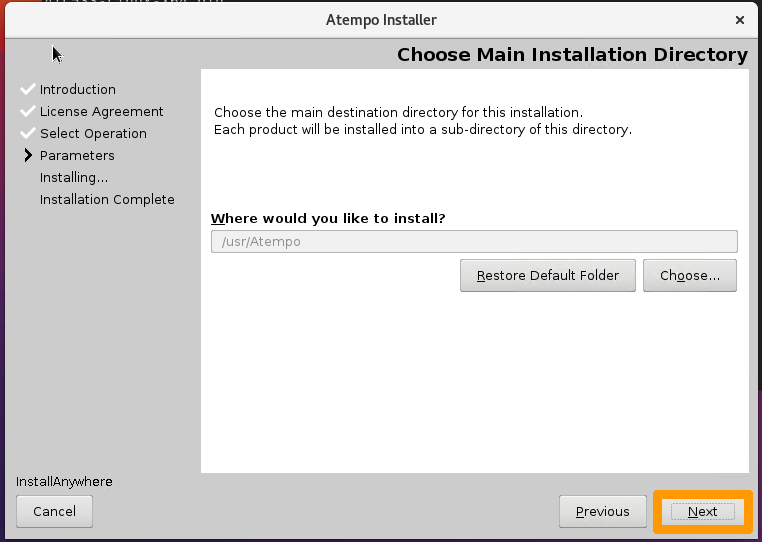 Atempo Installer
Choose Main Installation Directory
Introduction
License Agreement
Select Operation
Parameters
Installing...
Installation Complete
Choose the main destination directory for this installation.
Each product will be installed into a sub-directory of this directory.
Where would you like to install?
/usr/Atempo
Restore Default Folder
Choose...
InstallAnywhere
Cancel
Previous
Next